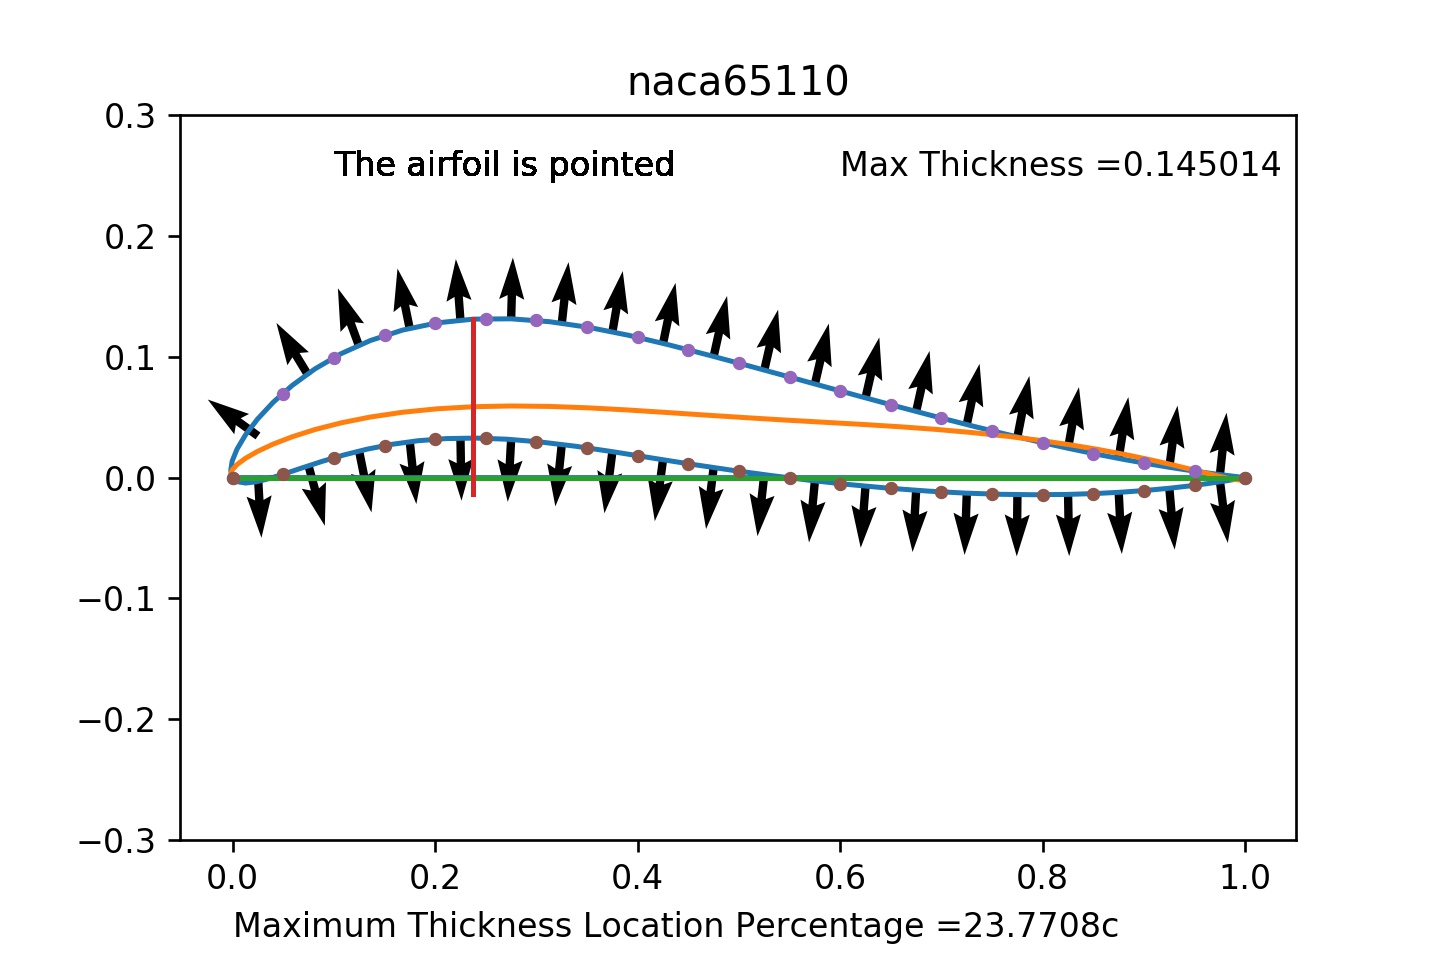 naca65110
The airfoil is pointed
Max Thickness =0.145014
0.3
0.2
0.1
0.0
−0.1
−0.2
−0.3
0.0 0.2 0.4 0.6 0.8 1.0
Maximum Thickness Location Percentage =23.7708c